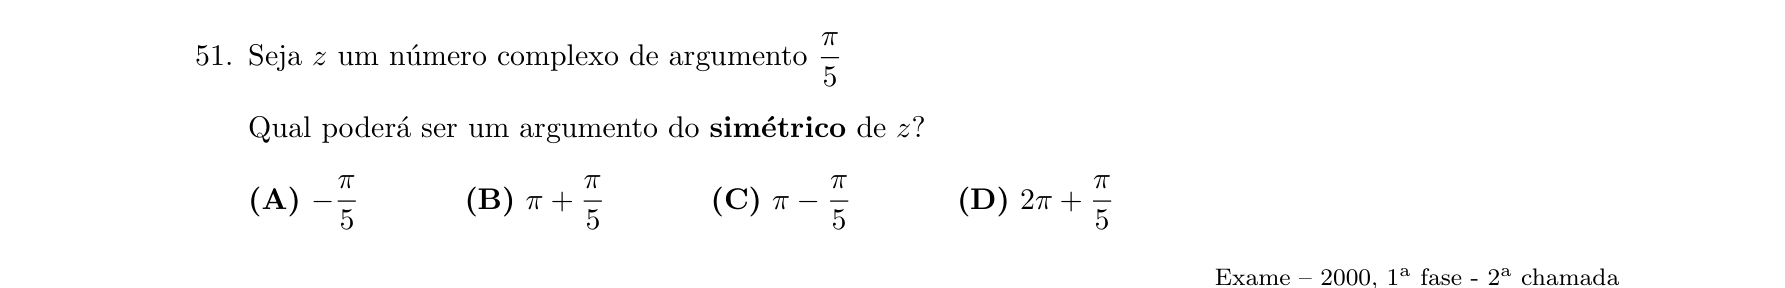 51. Seja z um número complexo de argumento π/5
Qual poderá ser um argumento do simétrico de z?
(A) −π/5 (B) π + π/5 (C) π − π/5 (D) 2π + π/5
Exame – 2000, 1ª fase - 2ª chamada